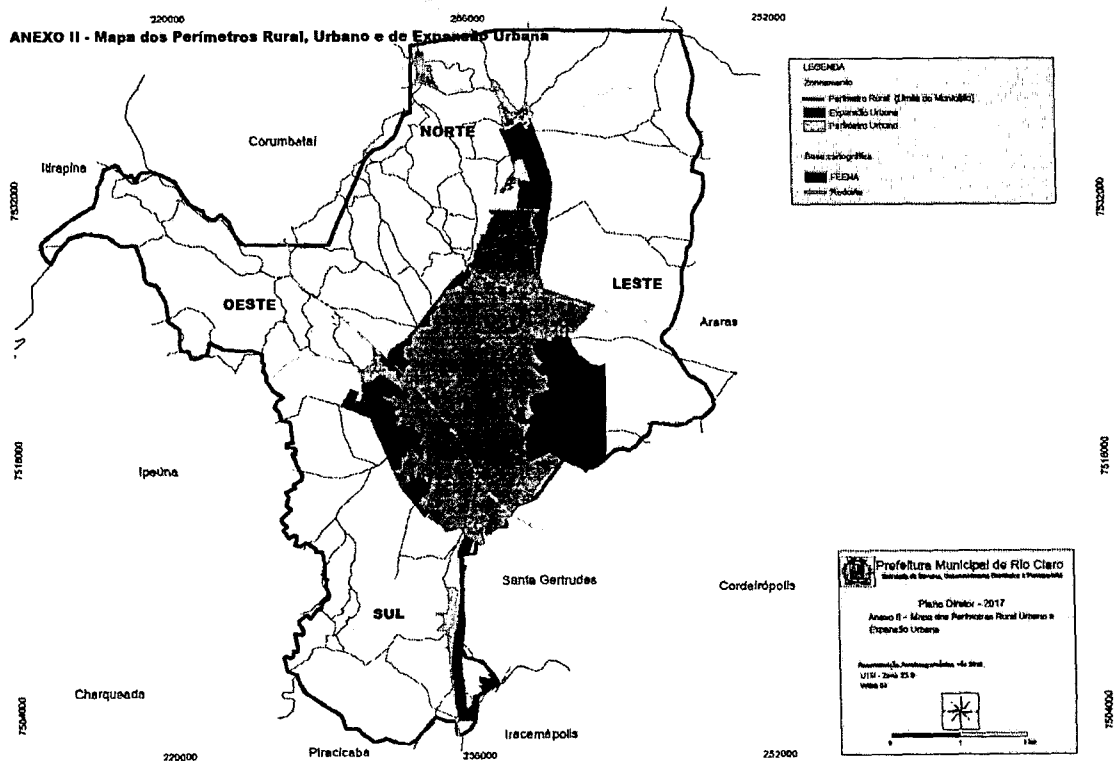 220000
236000
252000
ANEXO II - Mapa dos Perímetros Rural, Urbano e de Expansão Urbana
LEGENDA
Zoneamento
Perímetro Rural (Limite do Município)
Expansão Urbana
Perímetro Urbano
Base cartográfica
FEENA
Rodovia
NORTE
Corumbataí
Itirapina
7532000
7532000
OESTE
LESTE
Araras
Ipeúna
7518000
7518000
Santa Gertrudes
Cordeirópolis
SUL
Prefeitura Municipal de Rio Claro
Plano Diretor - 2017
Anexo II - Mapa dos Perímetros Rural Urbano e
Expansão Urbana
Charqueada
7504000
7504000
Iracemápolis
Piracicaba
220000
236000
252000
0
1